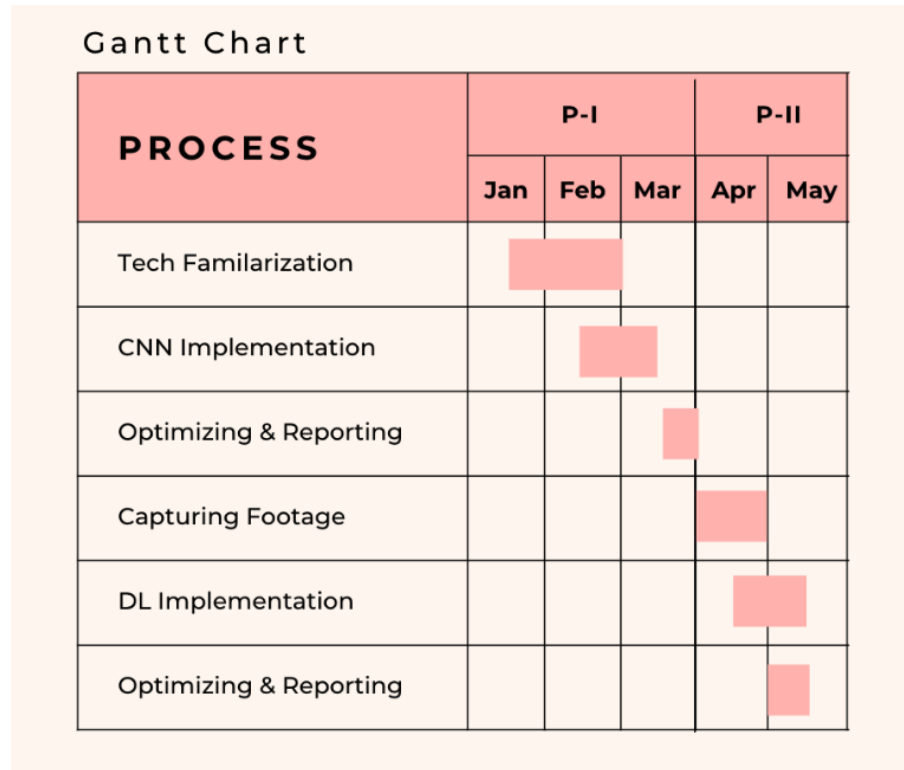 Gantt Chart
PROCESS
P-I
P-II
Jan Feb Mar Apr May
Tech Familarization
CNN Implementation
Optimizing & Reporting
Capturing Footage
DL Implementation
Optimizing & Reporting